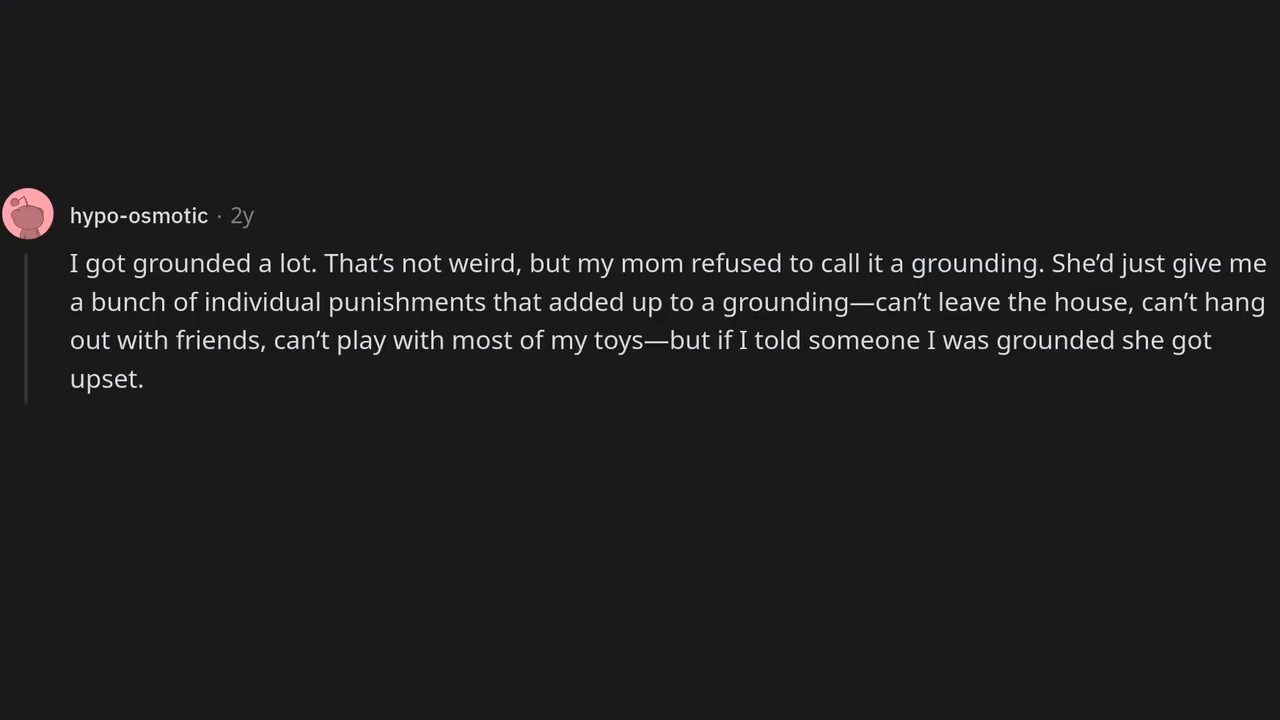 hypo-osmotic · 2y
I got grounded a lot. That’s not weird, but my mom refused to call it a grounding. She’d just give me
a bunch of individual punishments that added up to a grounding—can’t leave the house, can’t hang
out with friends, can’t play with most of my toys—but if I told someone I was grounded she got
upset.